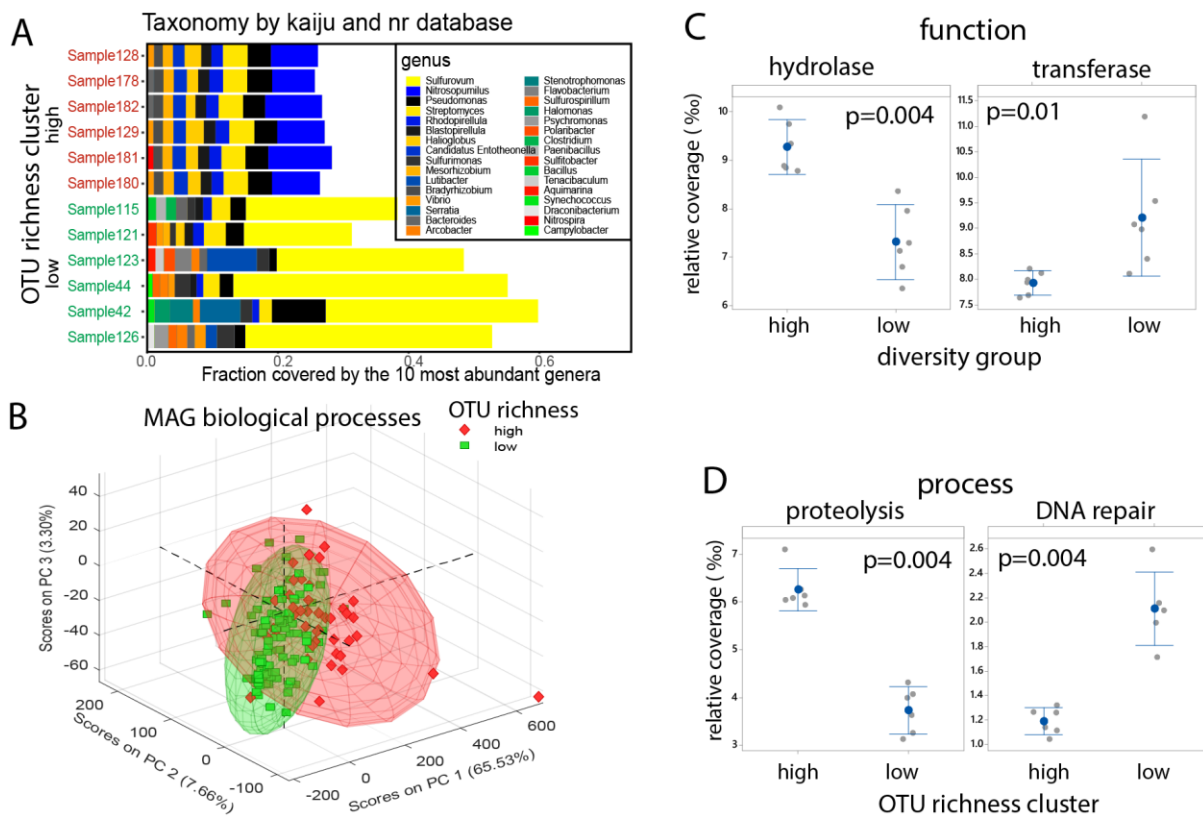 A
Taxonomy by kaiju and nr database
OTU richness cluster
high
low
Sample128
Sample178
Sample182
Sample129
Sample181
Sample180
Sample115
Sample121
Sample123
Sample44
Sample42
Sample126
genus
Sulfurovum
Nitrosopumilus
Pseudomonas
Streptomyces
Rhodopirellula
Blastopirellula
Halioglobus
Candidatus Entotheonella
Sulfurimonas
Mesorhizobium
Lutibacter
Bradyrhizobium
Vibrio
Serratia
Bacteroides
Arcobacter
Stenotrophomonas
Flavobacterium
Sulfurospirillum
Halomonas
Psychromonas
Polaribacter
Clostridium
Paenibacillus
Sulfitobacter
Bacillus
Tenacibaculum
Aquimarina
Synechococcus
Draconibacterium
Nitrospira
Campylobacter
0.0 0.2 0.4 0.6
Fraction covered by the 10 most abundant genera
B
MAG biological processes
OTU richness
high
low
Scores on PC 3 (3.30%)
40
20
0
-20
-40
-60
200
100
0
-100
Scores on PC 2 (7.66%)
-200
0
200
400
600
Scores on PC 1 (65.53%)
C
function
hydrolase
transferase
relative coverage (‰)
10
9
8
7
6
p=0.004
11.5
11.0
10.5
10.0
9.5
9.0
8.5
8.0
7.5
p=0.01
high low high low
diversity group
D
process
proteolysis
DNA repair
relative coverage (‰)
7
6
5
4
3
p=0.004
2.6
2.4
2.2
2.0
1.8
1.6
1.4
1.2
1.0
p=0.004
high low high low
OTU richness cluster